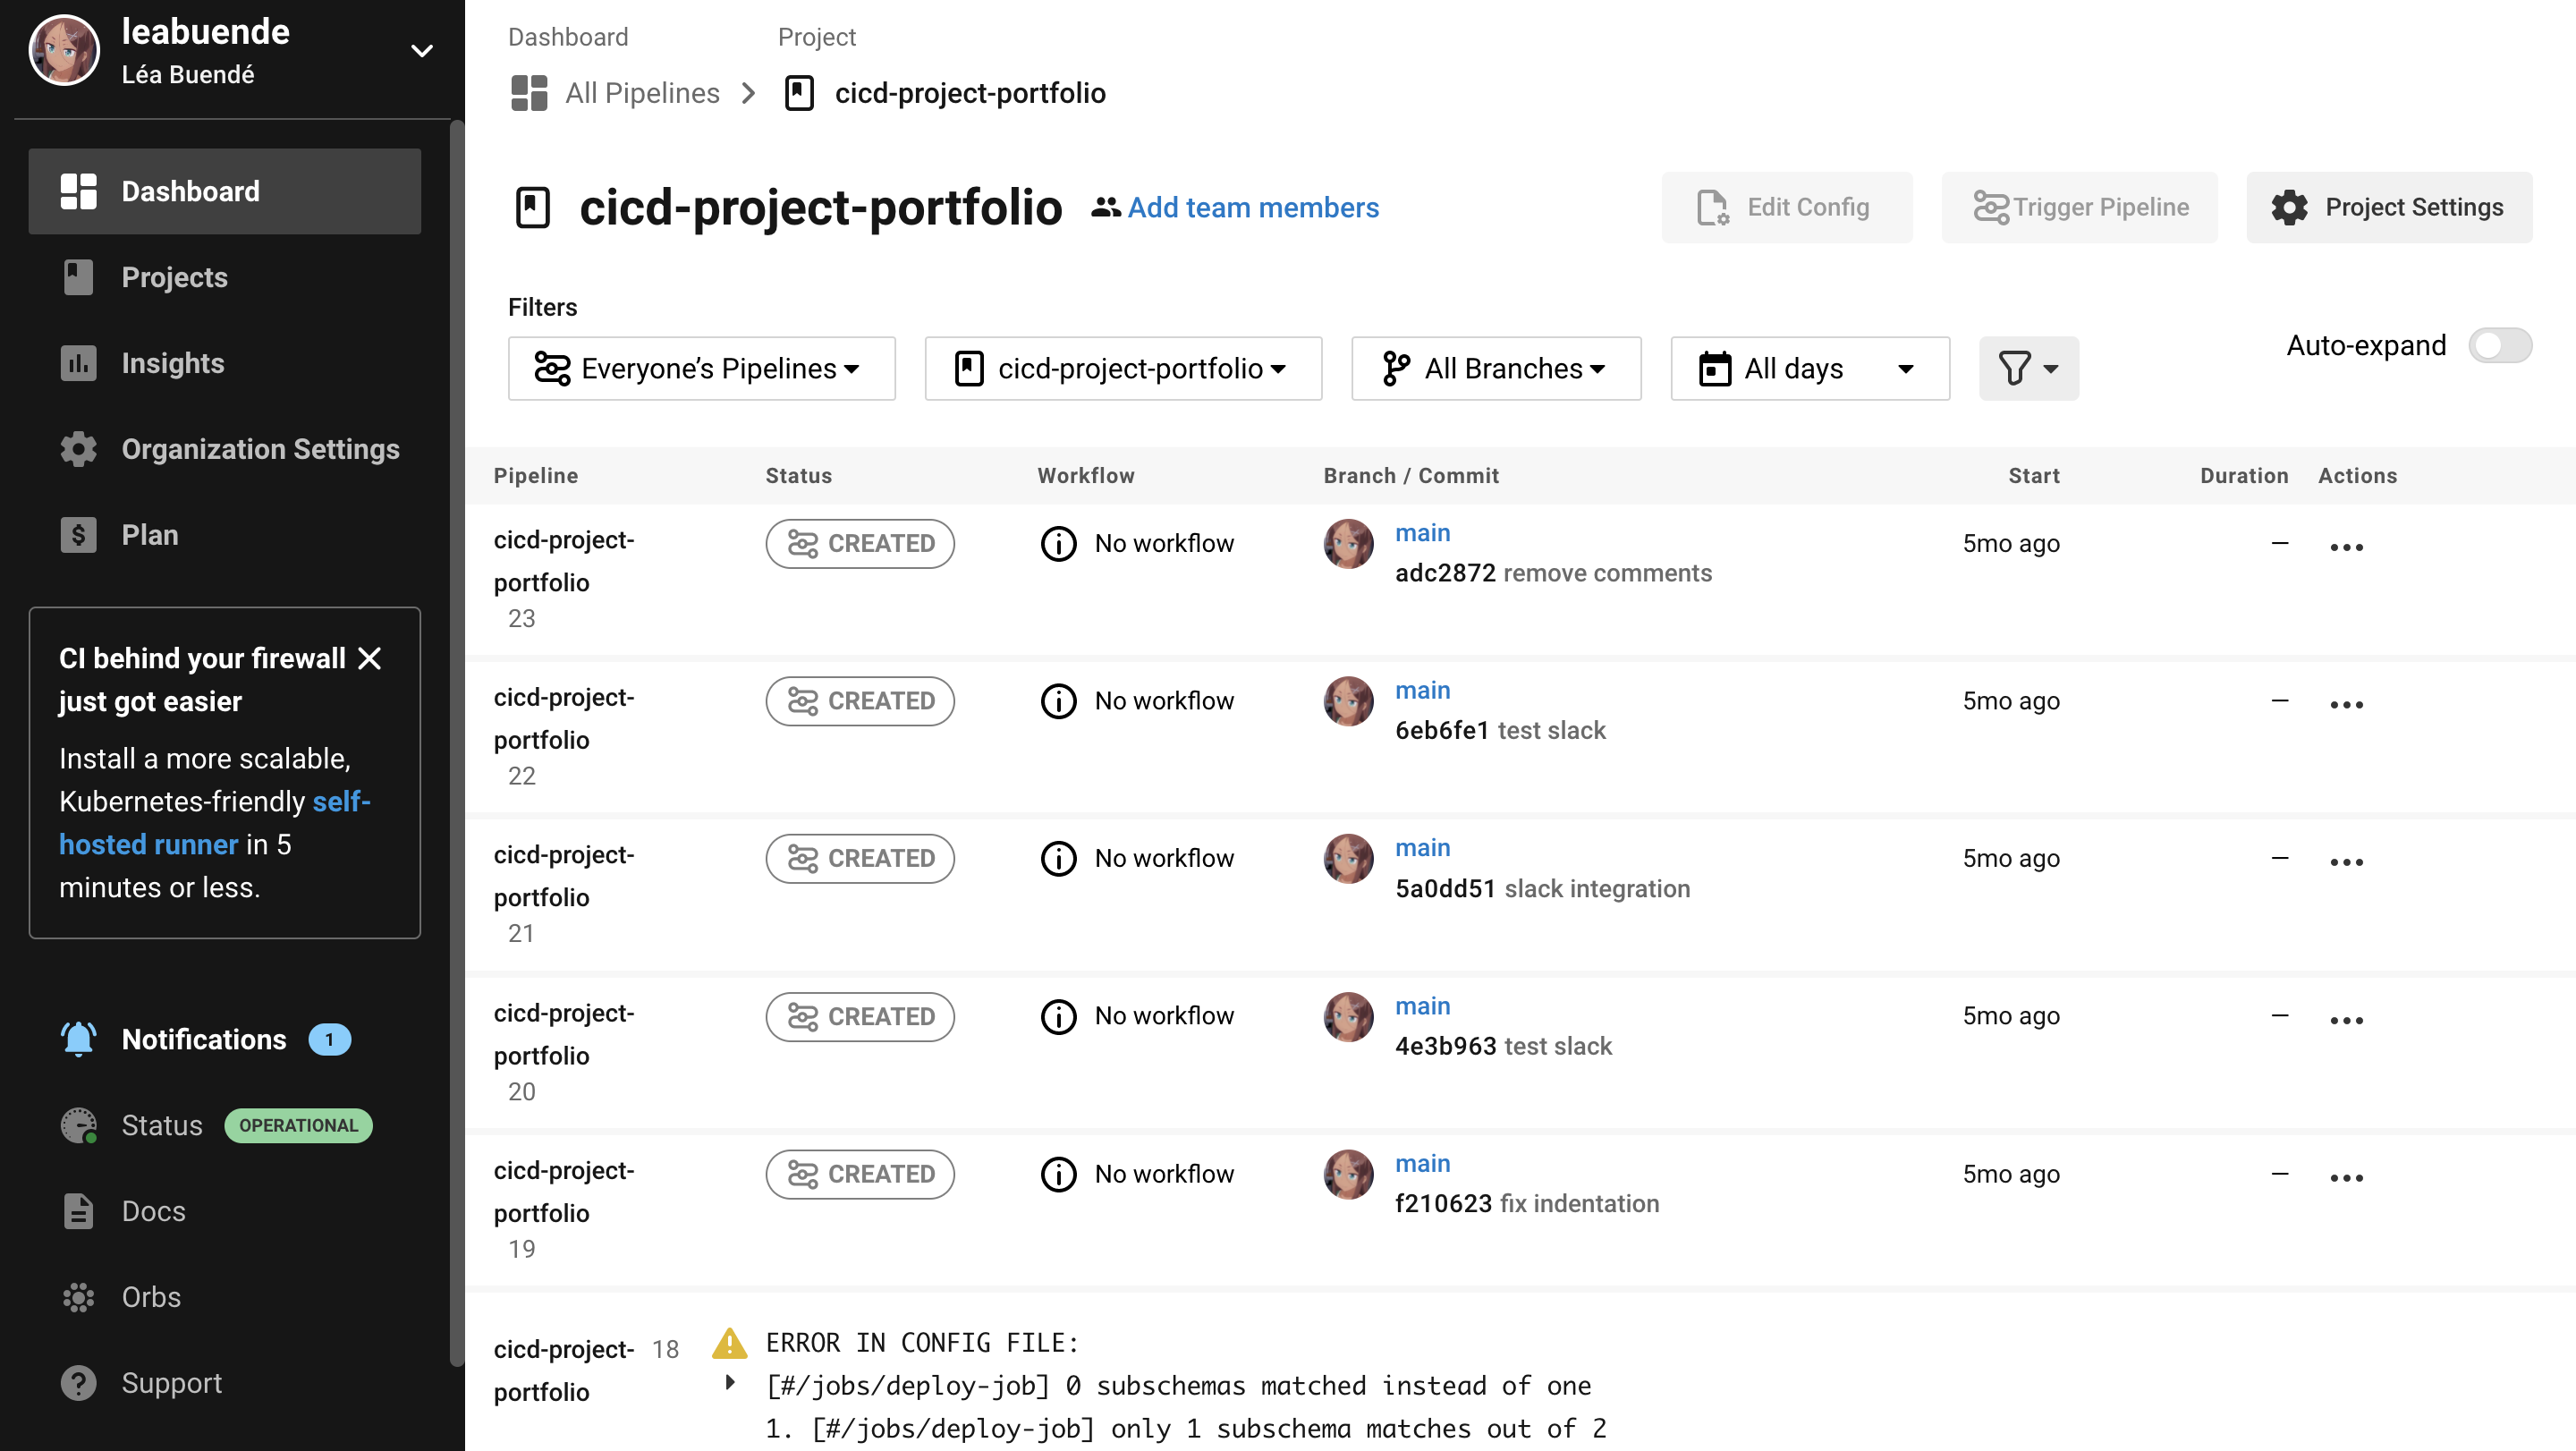 leabuende
Léa Buendé
Dashboard
Projects
Insights
Organization Settings
Plan
CI behind your firewall
just got easier
Install a more scalable,
Kubernetes-friendly self-
hosted runner in 5
minutes or less.
Notifications 1
Status OPERATIONAL
Docs
Orbs
Support
Dashboard Project
All Pipelines cicd-project-portfolio
cicd-project-portfolio Add team members Edit Config Trigger Pipeline Project Settings
Filters
Everyone’s Pipelines cicd-project-portfolio All Branches All days Auto-expand
Pipeline Status Workflow Branch / Commit Start Duration Actions
cicd-project-
portfolio
23
CREATED No workflow main 5mo ago –
adc2872 remove comments
cicd-project-
portfolio
22
CREATED No workflow main 5mo ago –
6eb6fe1 test slack
cicd-project-
portfolio
21
CREATED No workflow main 5mo ago –
5a0dd51 slack integration
cicd-project-
portfolio
20
CREATED No workflow main 5mo ago –
4e3b963 test slack
cicd-project-
portfolio
19
CREATED No workflow main 5mo ago –
f210623 fix indentation
cicd-project- 18
portfolio
ERROR IN CONFIG FILE:
[#/jobs/deploy-job] 0 subschemas matched instead of one
1. [#/jobs/deploy-job] only 1 subschema matches out of 2